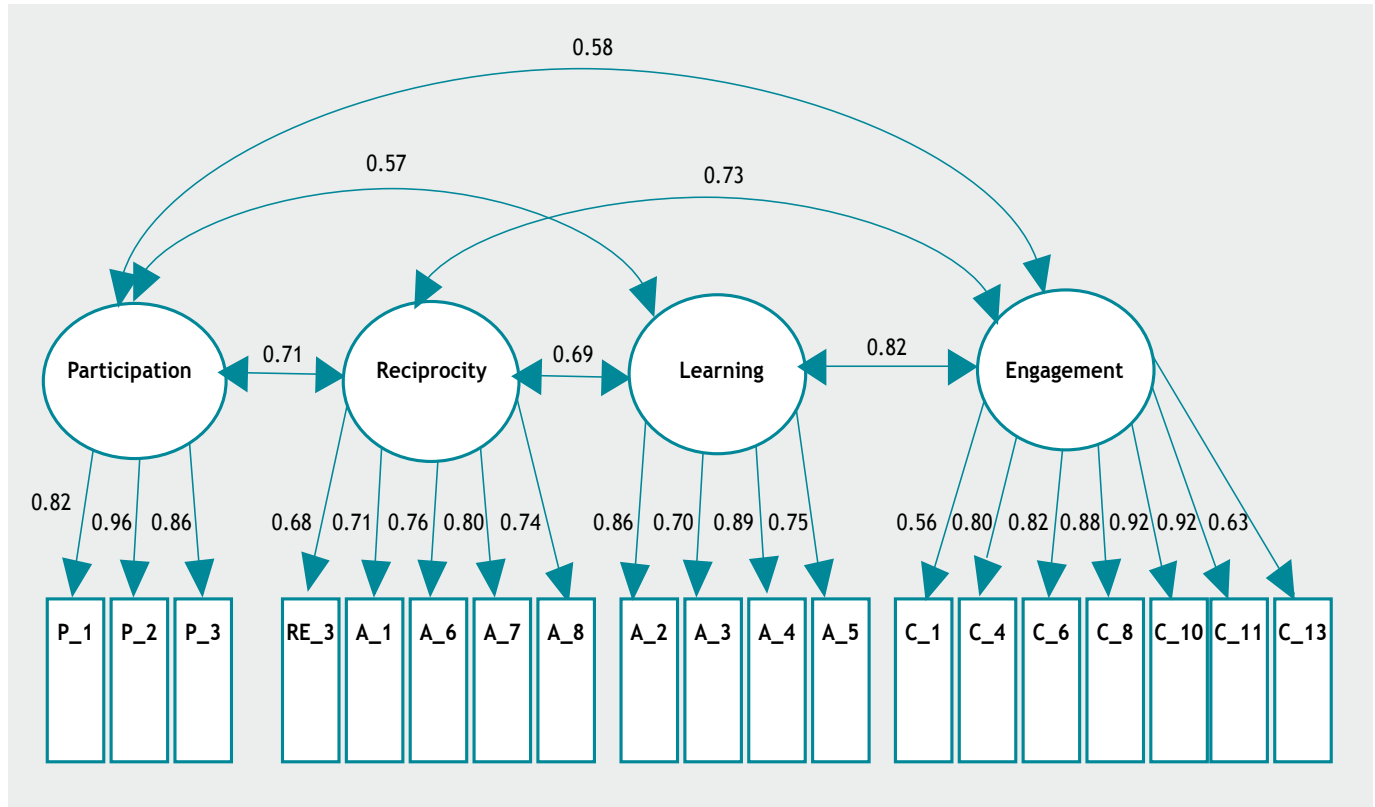 0.58
0.57
0.73
Participation
0.71
Reciprocity
0.69
Learning
0.82
Engagement
0.82
0.96
0.86
0.68
0.71
0.76
0.80
0.74
0.86
0.70
0.89
0.75
0.56
0.80
0.82
0.88
0.92
0.92
0.63
P_1
P_2
P_3
RE_3
A_1
A_6
A_7
A_8
A_2
A_3
A_4
A_5
C_1
C_4
C_6
C_8
C_10
C_11
C_13